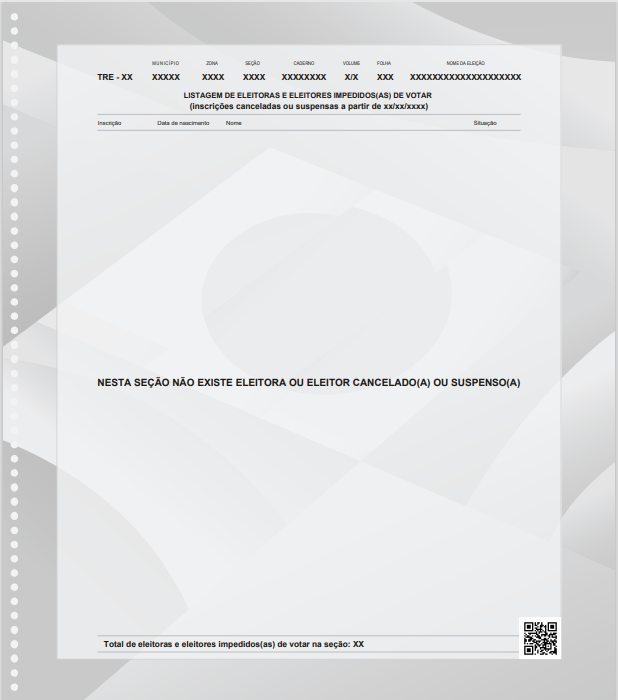 MUNICÍPIO ZONA SEÇÃO CADERNO VOLUME FOLHA NOME DA ELEIÇÃO
TRE - XX XXXXX XXXX XXXX XXXXXXXX X/X XXX XXXXXXXXXXXXXXXXXXXX
LISTAGEM DE ELEITORAS E ELEITORES IMPEDIDOS(AS) DE VOTAR
(inscrições canceladas ou suspensas a partir de xx/xx/xxxx)
Inscrição Data de nascimento Nome Situação
NESTA SEÇÃO NÃO EXISTE ELEITORA OU ELEITOR CANCELADO(A) OU SUSPENSO(A)
Total de eleitoras e eleitores impedidos(as) de votar na seção: XX